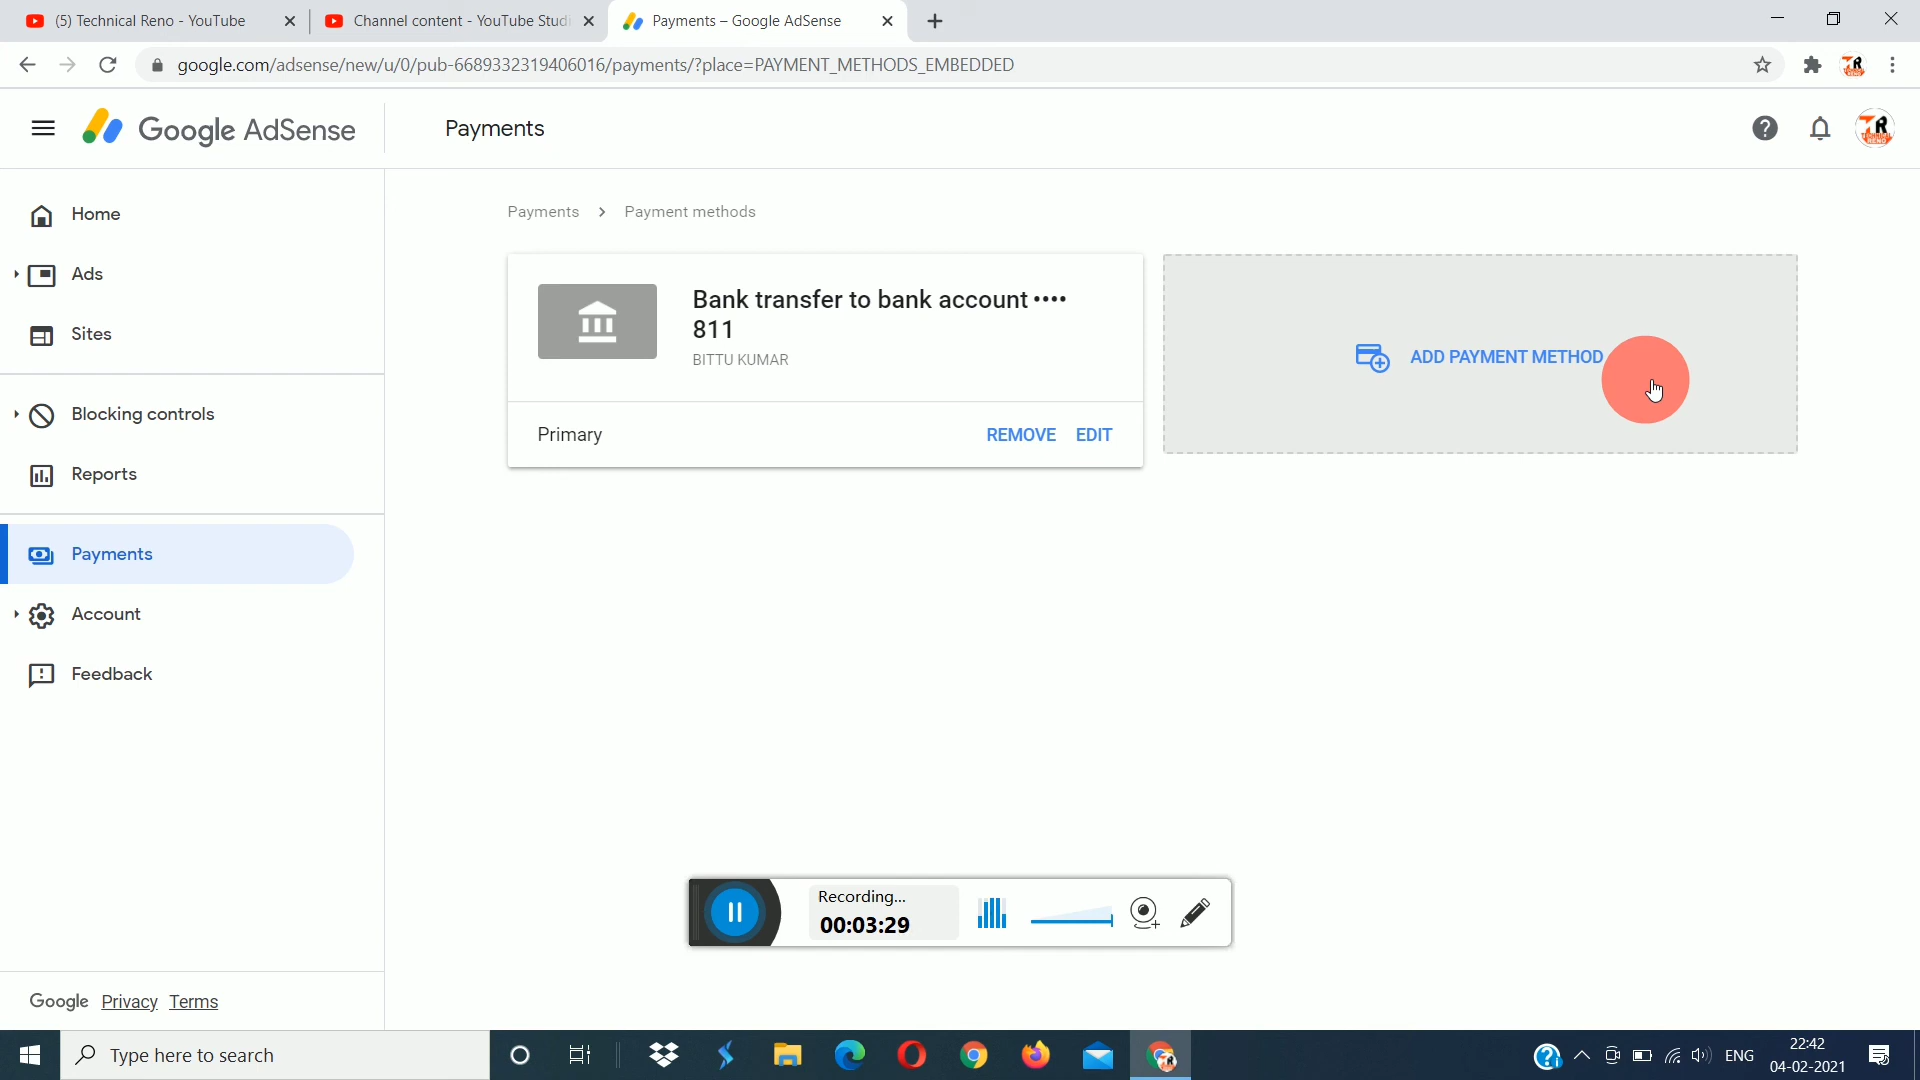 (5) Technical Reno - YouTube
Channel content - YouTube Studi
Payments – Google AdSense
google.com/adsense/new/u/0/pub-6689332319406016/payments/?place=PAYMENT_METHODS_EMBEDDED
Google AdSense
Payments
Home
Ads
Sites
Blocking controls
Reports
Payments
Account
Feedback
Payments > Payment methods
Bank transfer to bank account ••••
811
BITTU KUMAR
Primary
REMOVE EDIT
ADD PAYMENT METHOD
Recording...
00:03:29
Google Privacy Terms
Type here to search
ENG
22:42
04-02-2021